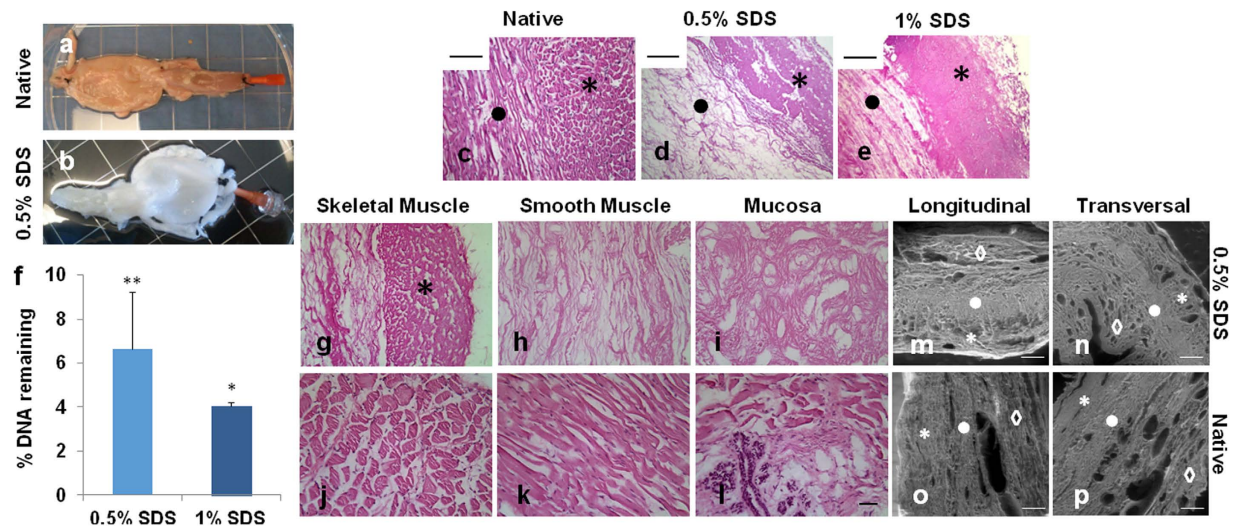 Native
0.5% SDS
1% SDS
Native
a
0.5% SDS
b
c
d
e
Skeletal Muscle
Smooth Muscle
Mucosa
Longitudinal
Transversal
g
h
i
m
n
0.5% SDS
j
k
l
o
p
Native
f
% DNA remaining
10
8
6
4
2
0
**
*
0.5% SDS
1% SDS